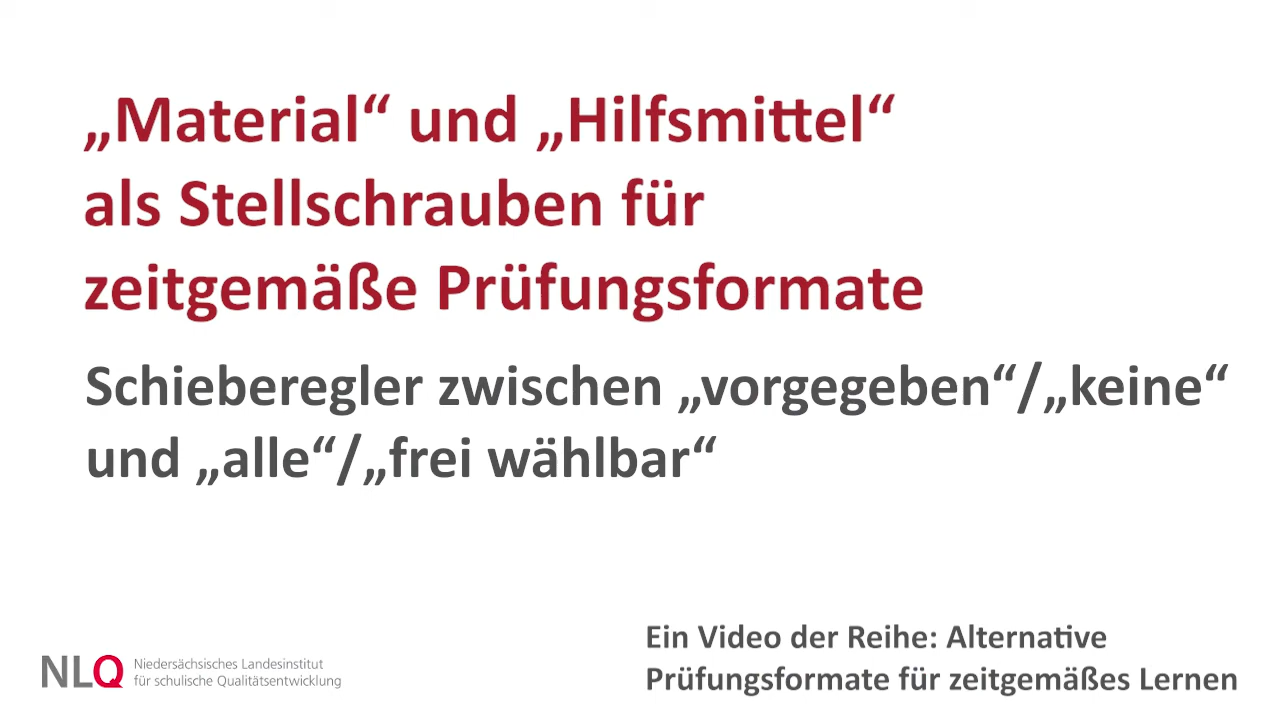 „Material“ und „Hilfsmittel“
als Stellschrauben für
zeitgemäße Prüfungsformate
Schieberegler zwischen „vorgegeben“/„keine“
und „alle“/„frei wählbar“
NLQ Niedersächsisches Landesinstitut
für schulische Qualitätsentwicklung
Ein Video der Reihe: Alternative
Prüfungsformate für zeitgemäßes Lernen